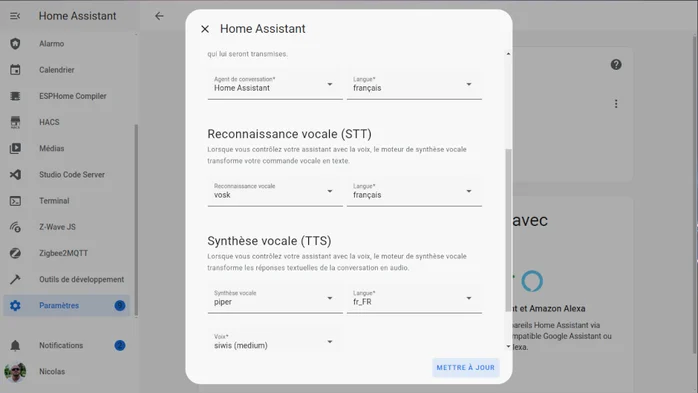 Home Assistant
Alarmo
Calendrier
ESPHome Compiler
HACS
Médias
Studio Code Server
Terminal
Z-Wave JS
Zigbee2MQTT
Outils de développement
Paramètres
Notifications
Nicolas
Home Assistant
qui lui seront transmises.
Agent de conversation*
Home Assistant
Langue*
français
Reconnaissance vocale (STT)
Lorsque vous contrôlez votre assistant avec la voix, le moteur de synthèse vocale
transforme votre commande vocale en texte.
Reconnaissance vocale
vosk
Langue*
français
Synthèse vocale (TTS)
Lorsque vous contrôlez votre assistant avec la voix, le moteur de synthèse vocale
transforme les réponses textuelles de la conversation en audio.
Synthèse vocale
piper
Langue*
fr_FR
Voix*
siwis (medium)
METTRE À JOUR
avec
t et Amazon Alexa
pareils Home Assistant via
mpatible Google Assistant ou
lexa.